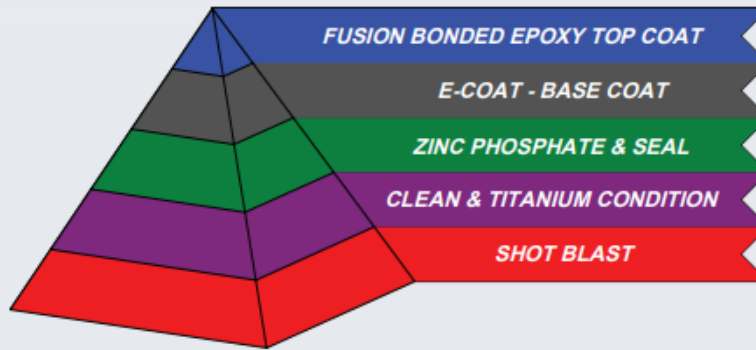 FUSION BONDED EPOXY TOP COAT
E-COAT - BASE COAT
ZINC PHOSPHATE & SEAL
CLEAN & TITANIUM CONDITION
SHOT BLAST